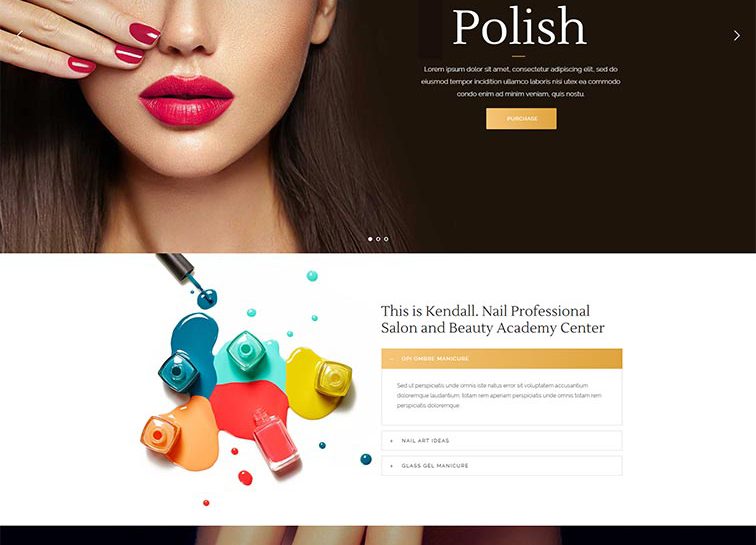 Polish
Lorem ipsum dolor sit amet, consectetur adipiscing elit, sed do
eiusmod tempor incidition ullamco laboris nisi utea ea commodo
condo enim ad minim veniam, quis nostu.
PURCHASE
This is Kendall. Nail Professional
Salon and Beauty Academy Center
– OPI OMBRE MANICURE
Sed ut perspiciatis unde omnis iste natus error sit voluptatem accusantium
doloremque laudantium, totam rem aperiam perspiciatis unde omnis totam rem
perspiciatis doloremque
+ NAIL ART IDEAS
+ GLASS GEL MANICURE